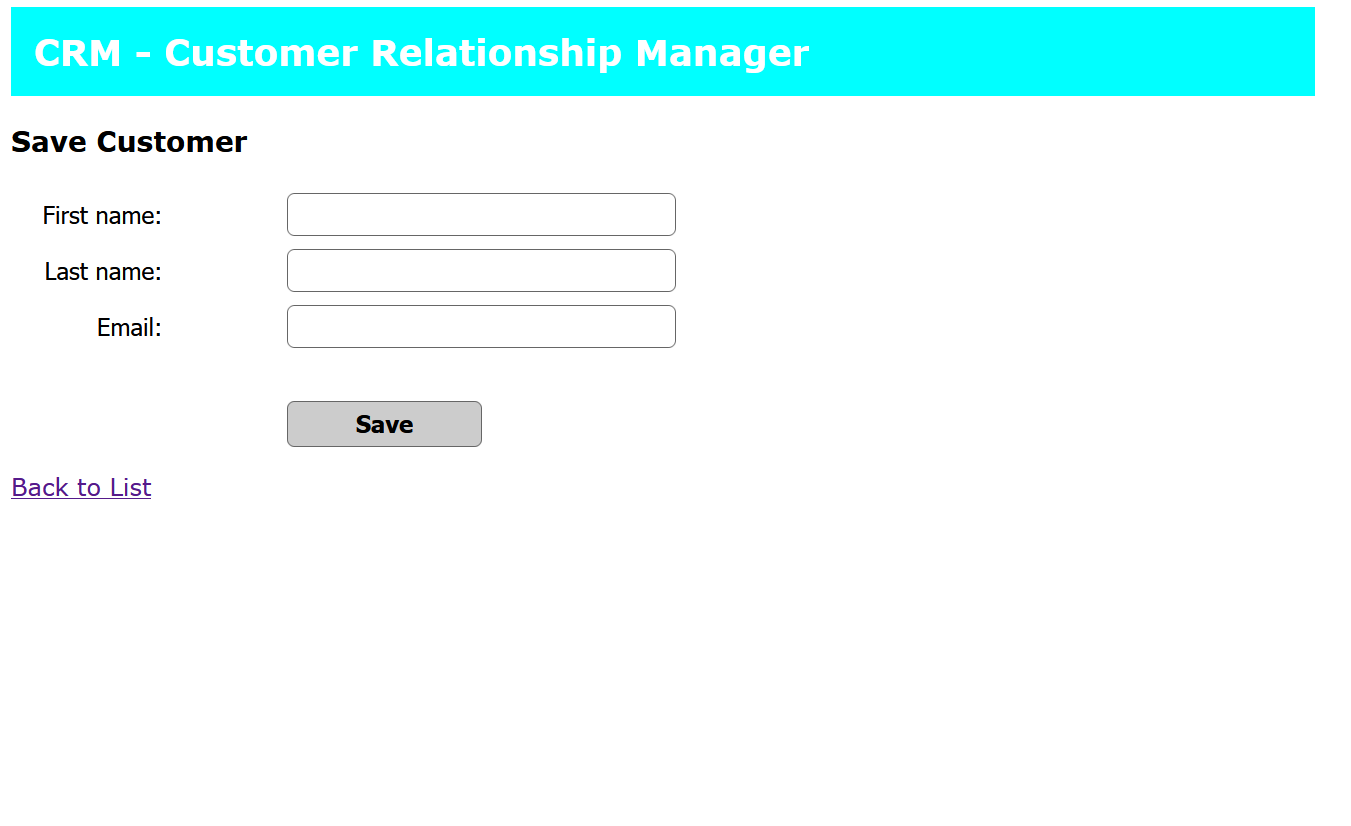 CRM - Customer Relationship Manager
Save Customer
First name:
Last name:
Email:
Save
Back to List